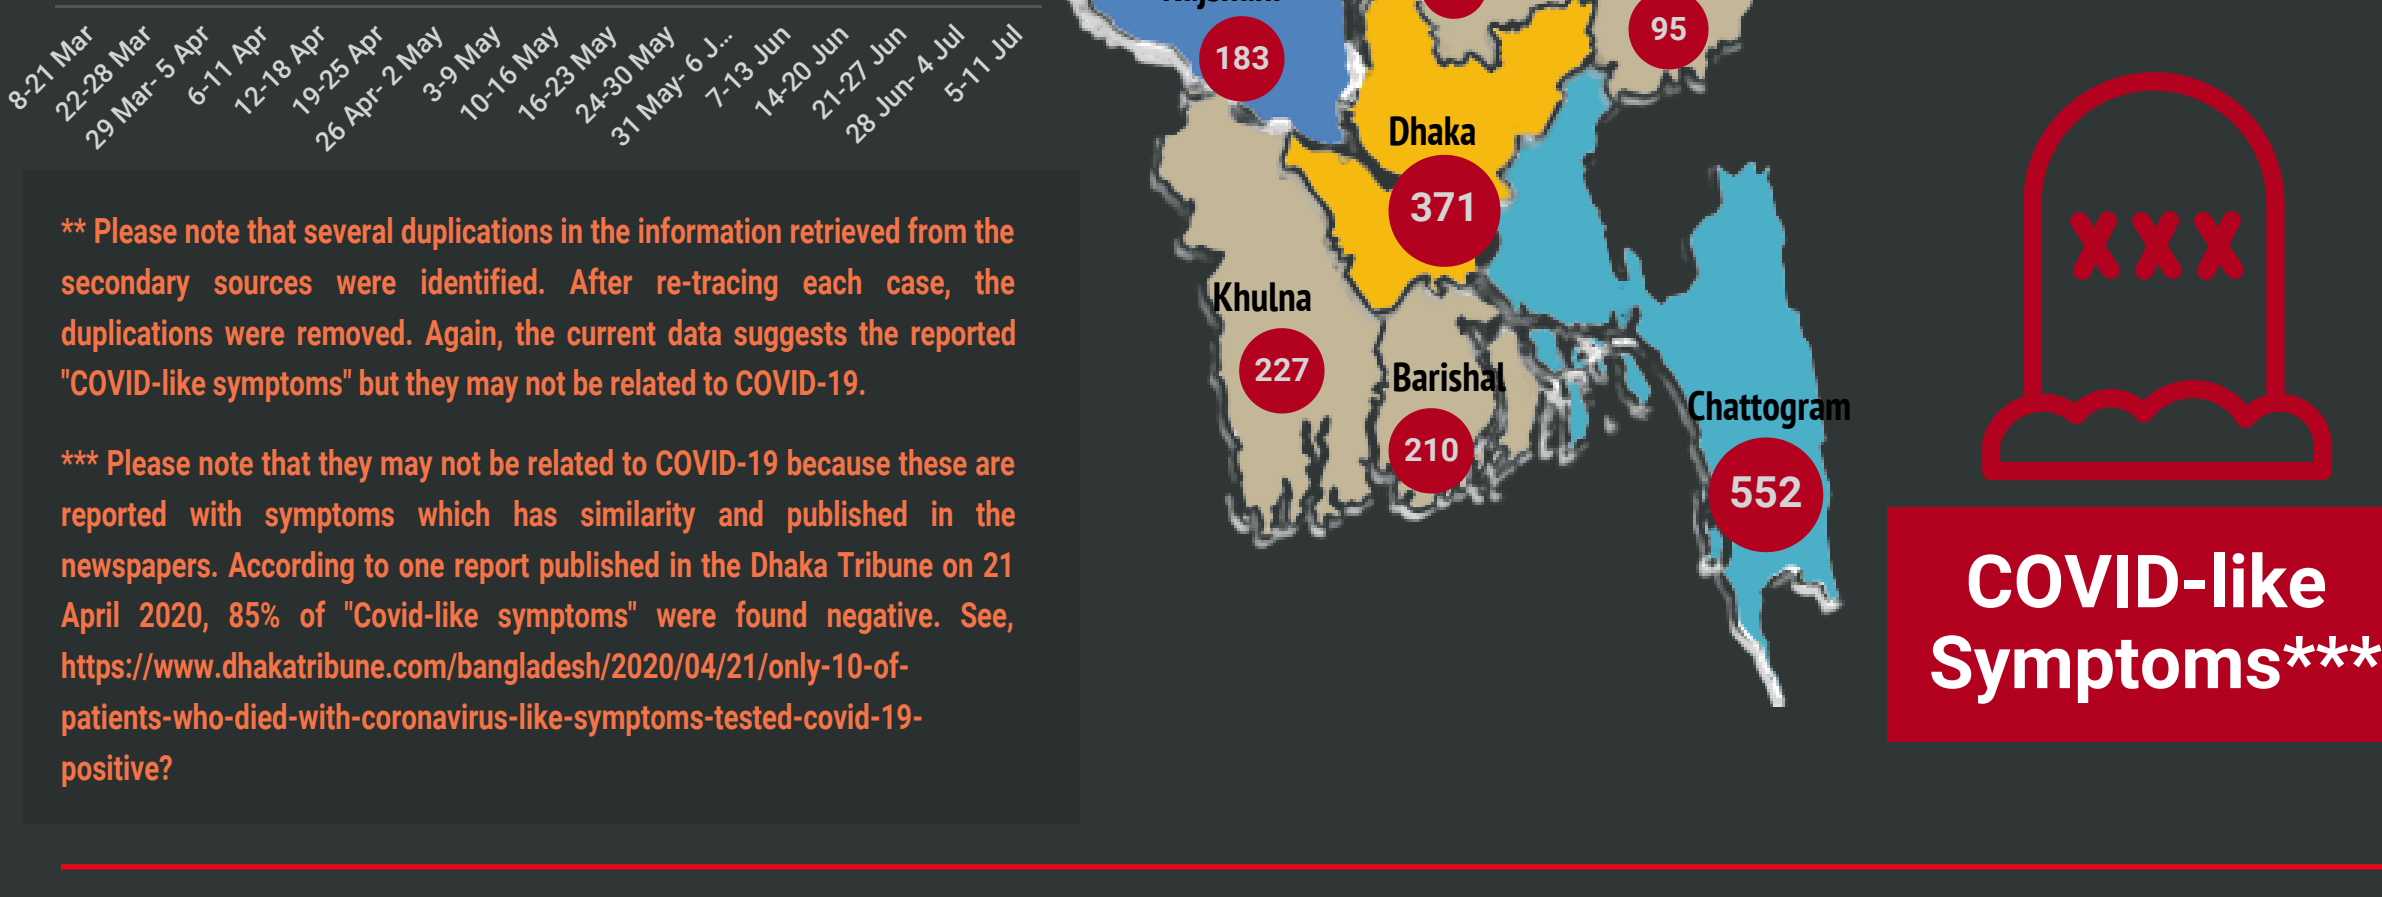 8-21 Mar
22-28 Mar
29 Mar- 5 Apr
6-11 Apr
12-18 Apr
19-25 Apr
26 Apr- 2 May
3-9 May
10-16 May
16-23 May
24-30 May
31 May- 6 J...
7-13 Jun
14-20 Jun
21-27 Jun
28 Jun- 4 Jul
5-11 Jul
** Please note that several duplications in the information retrieved from the
secondary sources were identified. After re-tracing each case, the
duplications were removed. Again, the current data suggests the reported
"COVID-like symptoms" but they may not be related to COVID-19.
*** Please note that they may not be related to COVID-19 because these are
reported with symptoms which has similarity and published in the
newspapers. According to one report published in the Dhaka Tribune on 21
April 2020, 85% of "Covid-like symptoms" were found negative. See,
https://www.dhakatribune.com/bangladesh/2020/04/21/only-10-of-
patients-who-died-with-coronavirus-like-symptoms-tested-covid-19-
positive?
183
95
Dhaka
371
Khulna
227
Barishal
210
Chattogram
552
XXX
COVID-like
Symptoms***